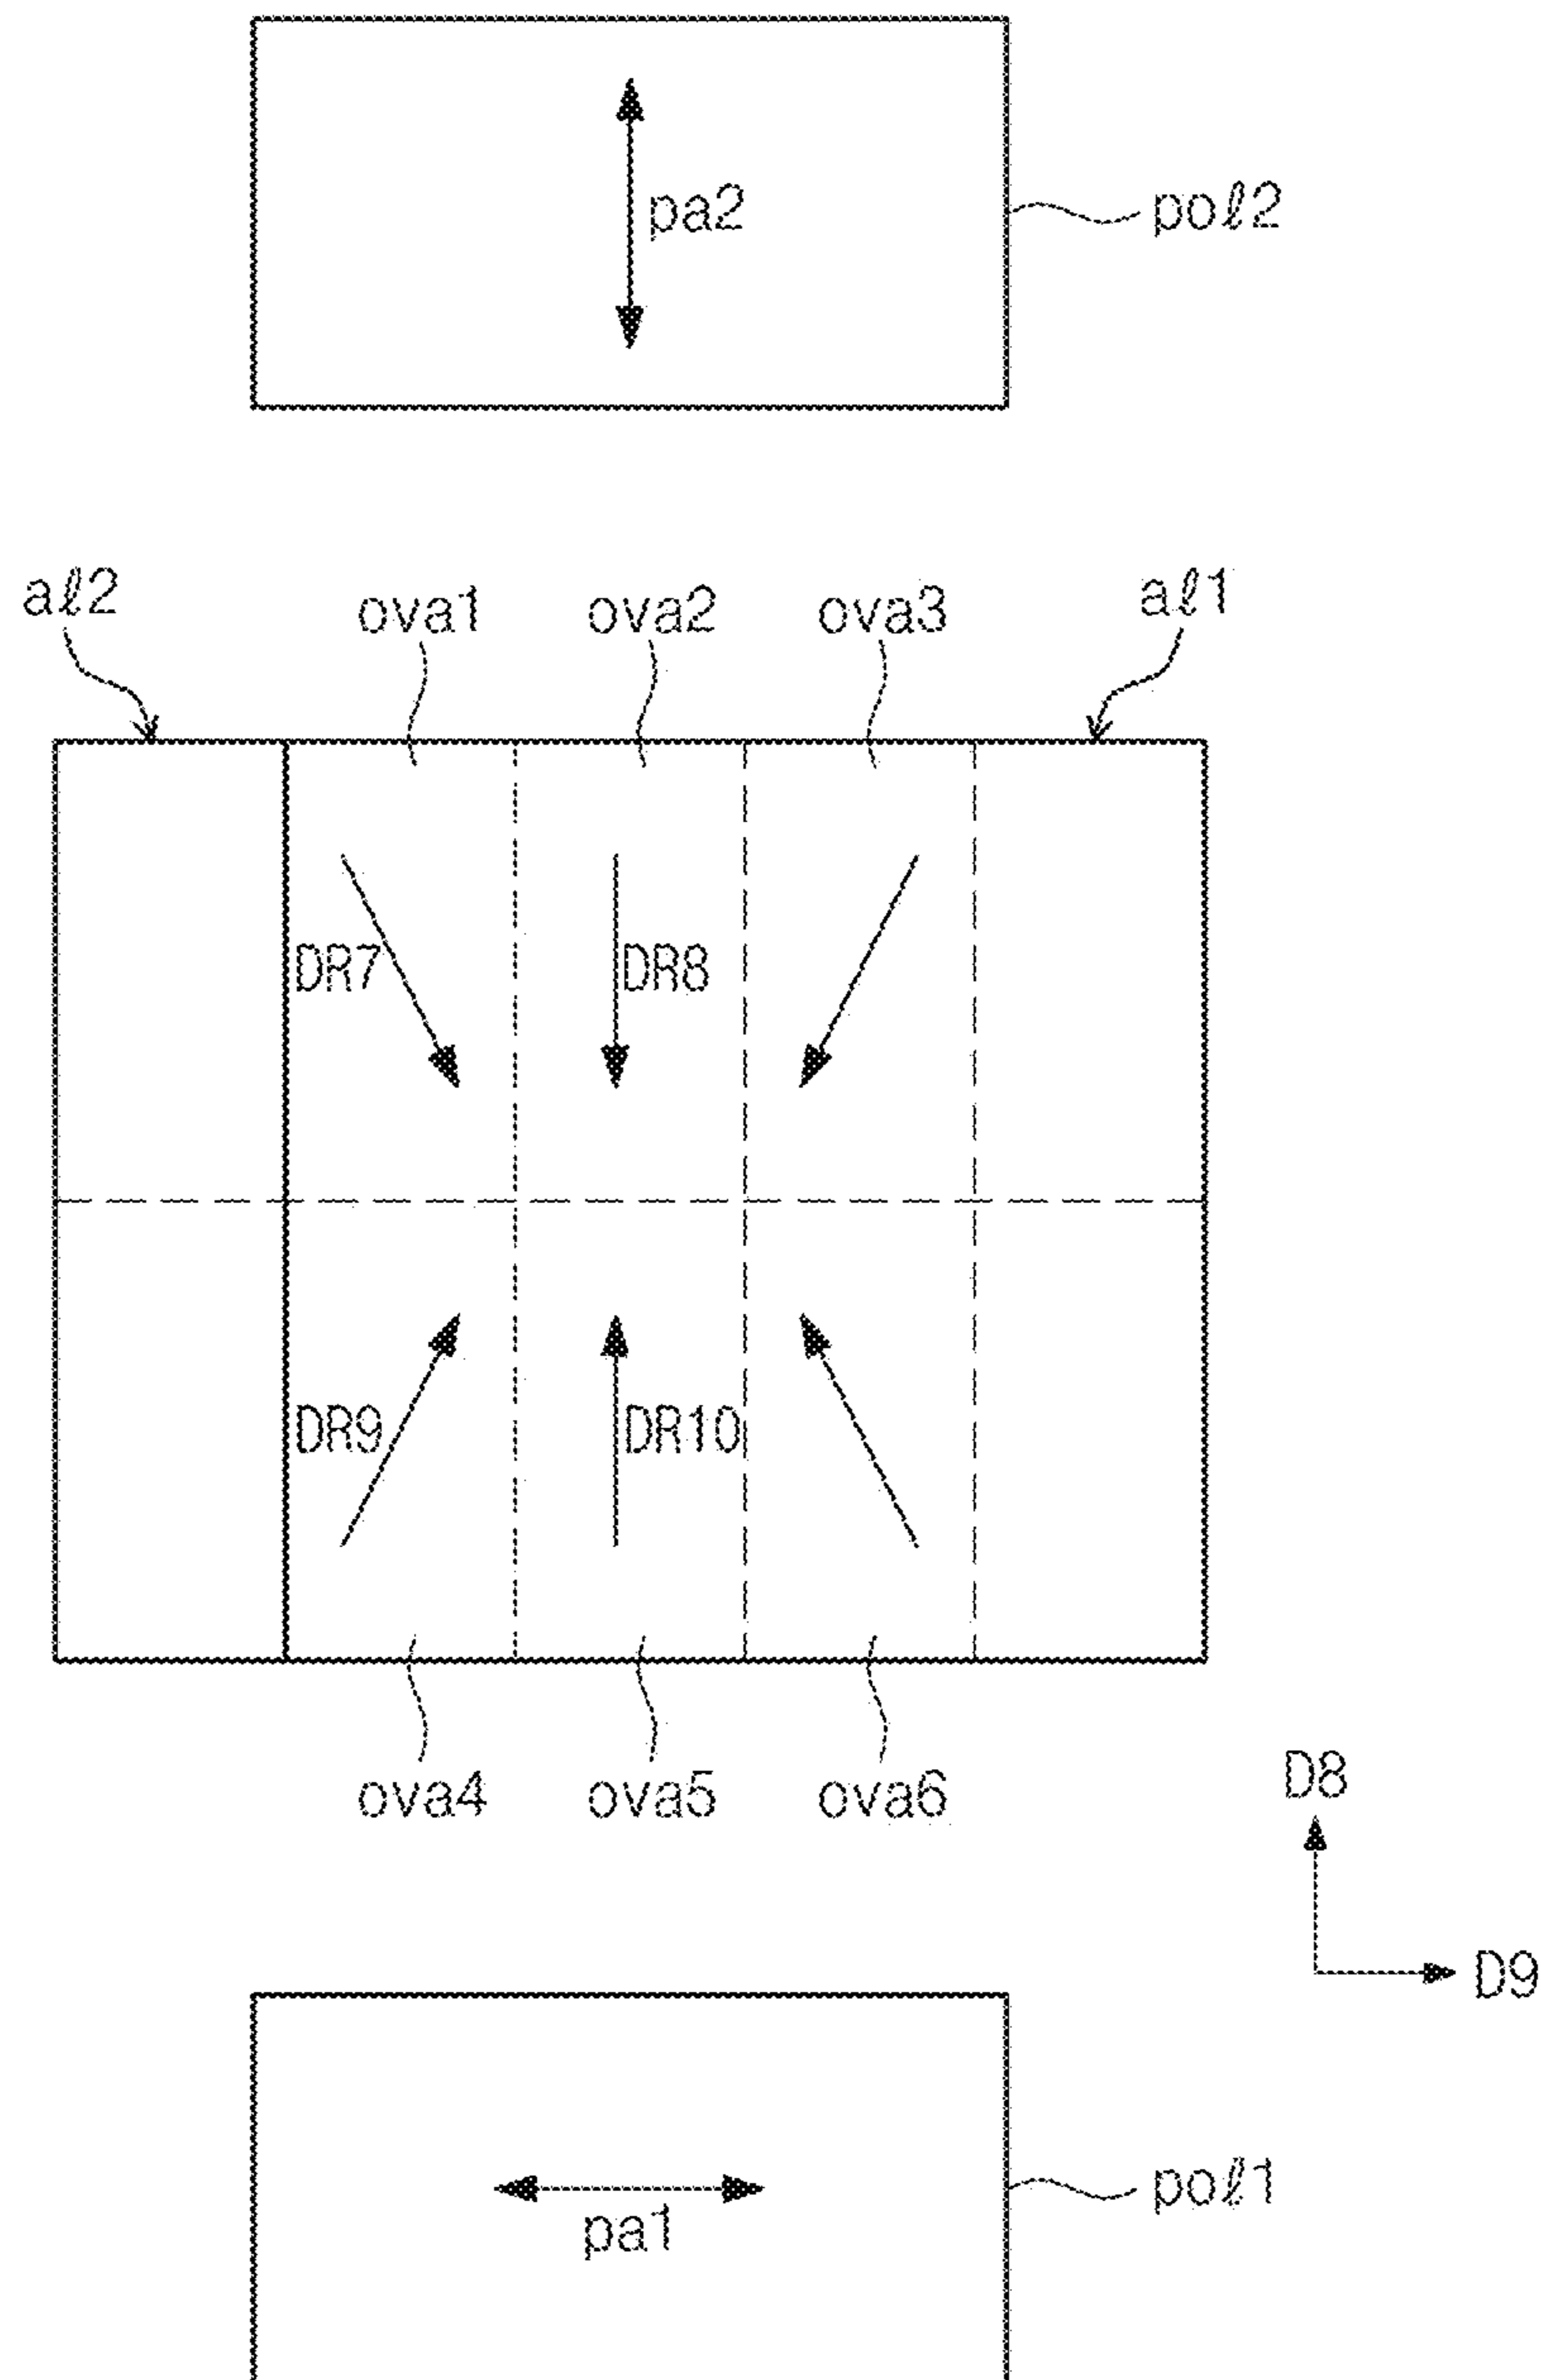 pa2
poℓ2
aℓ2
ova1
ova2
ova3
aℓ1
DR7
DR8
DR9
DR10
ova4
ova5
ova6
D8
D9
poℓ1
pa1